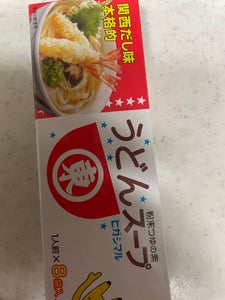 関西だし味
本格的
粉末つゆの素
うどんスープ
ヒガシマル
東
1人前×8袋入